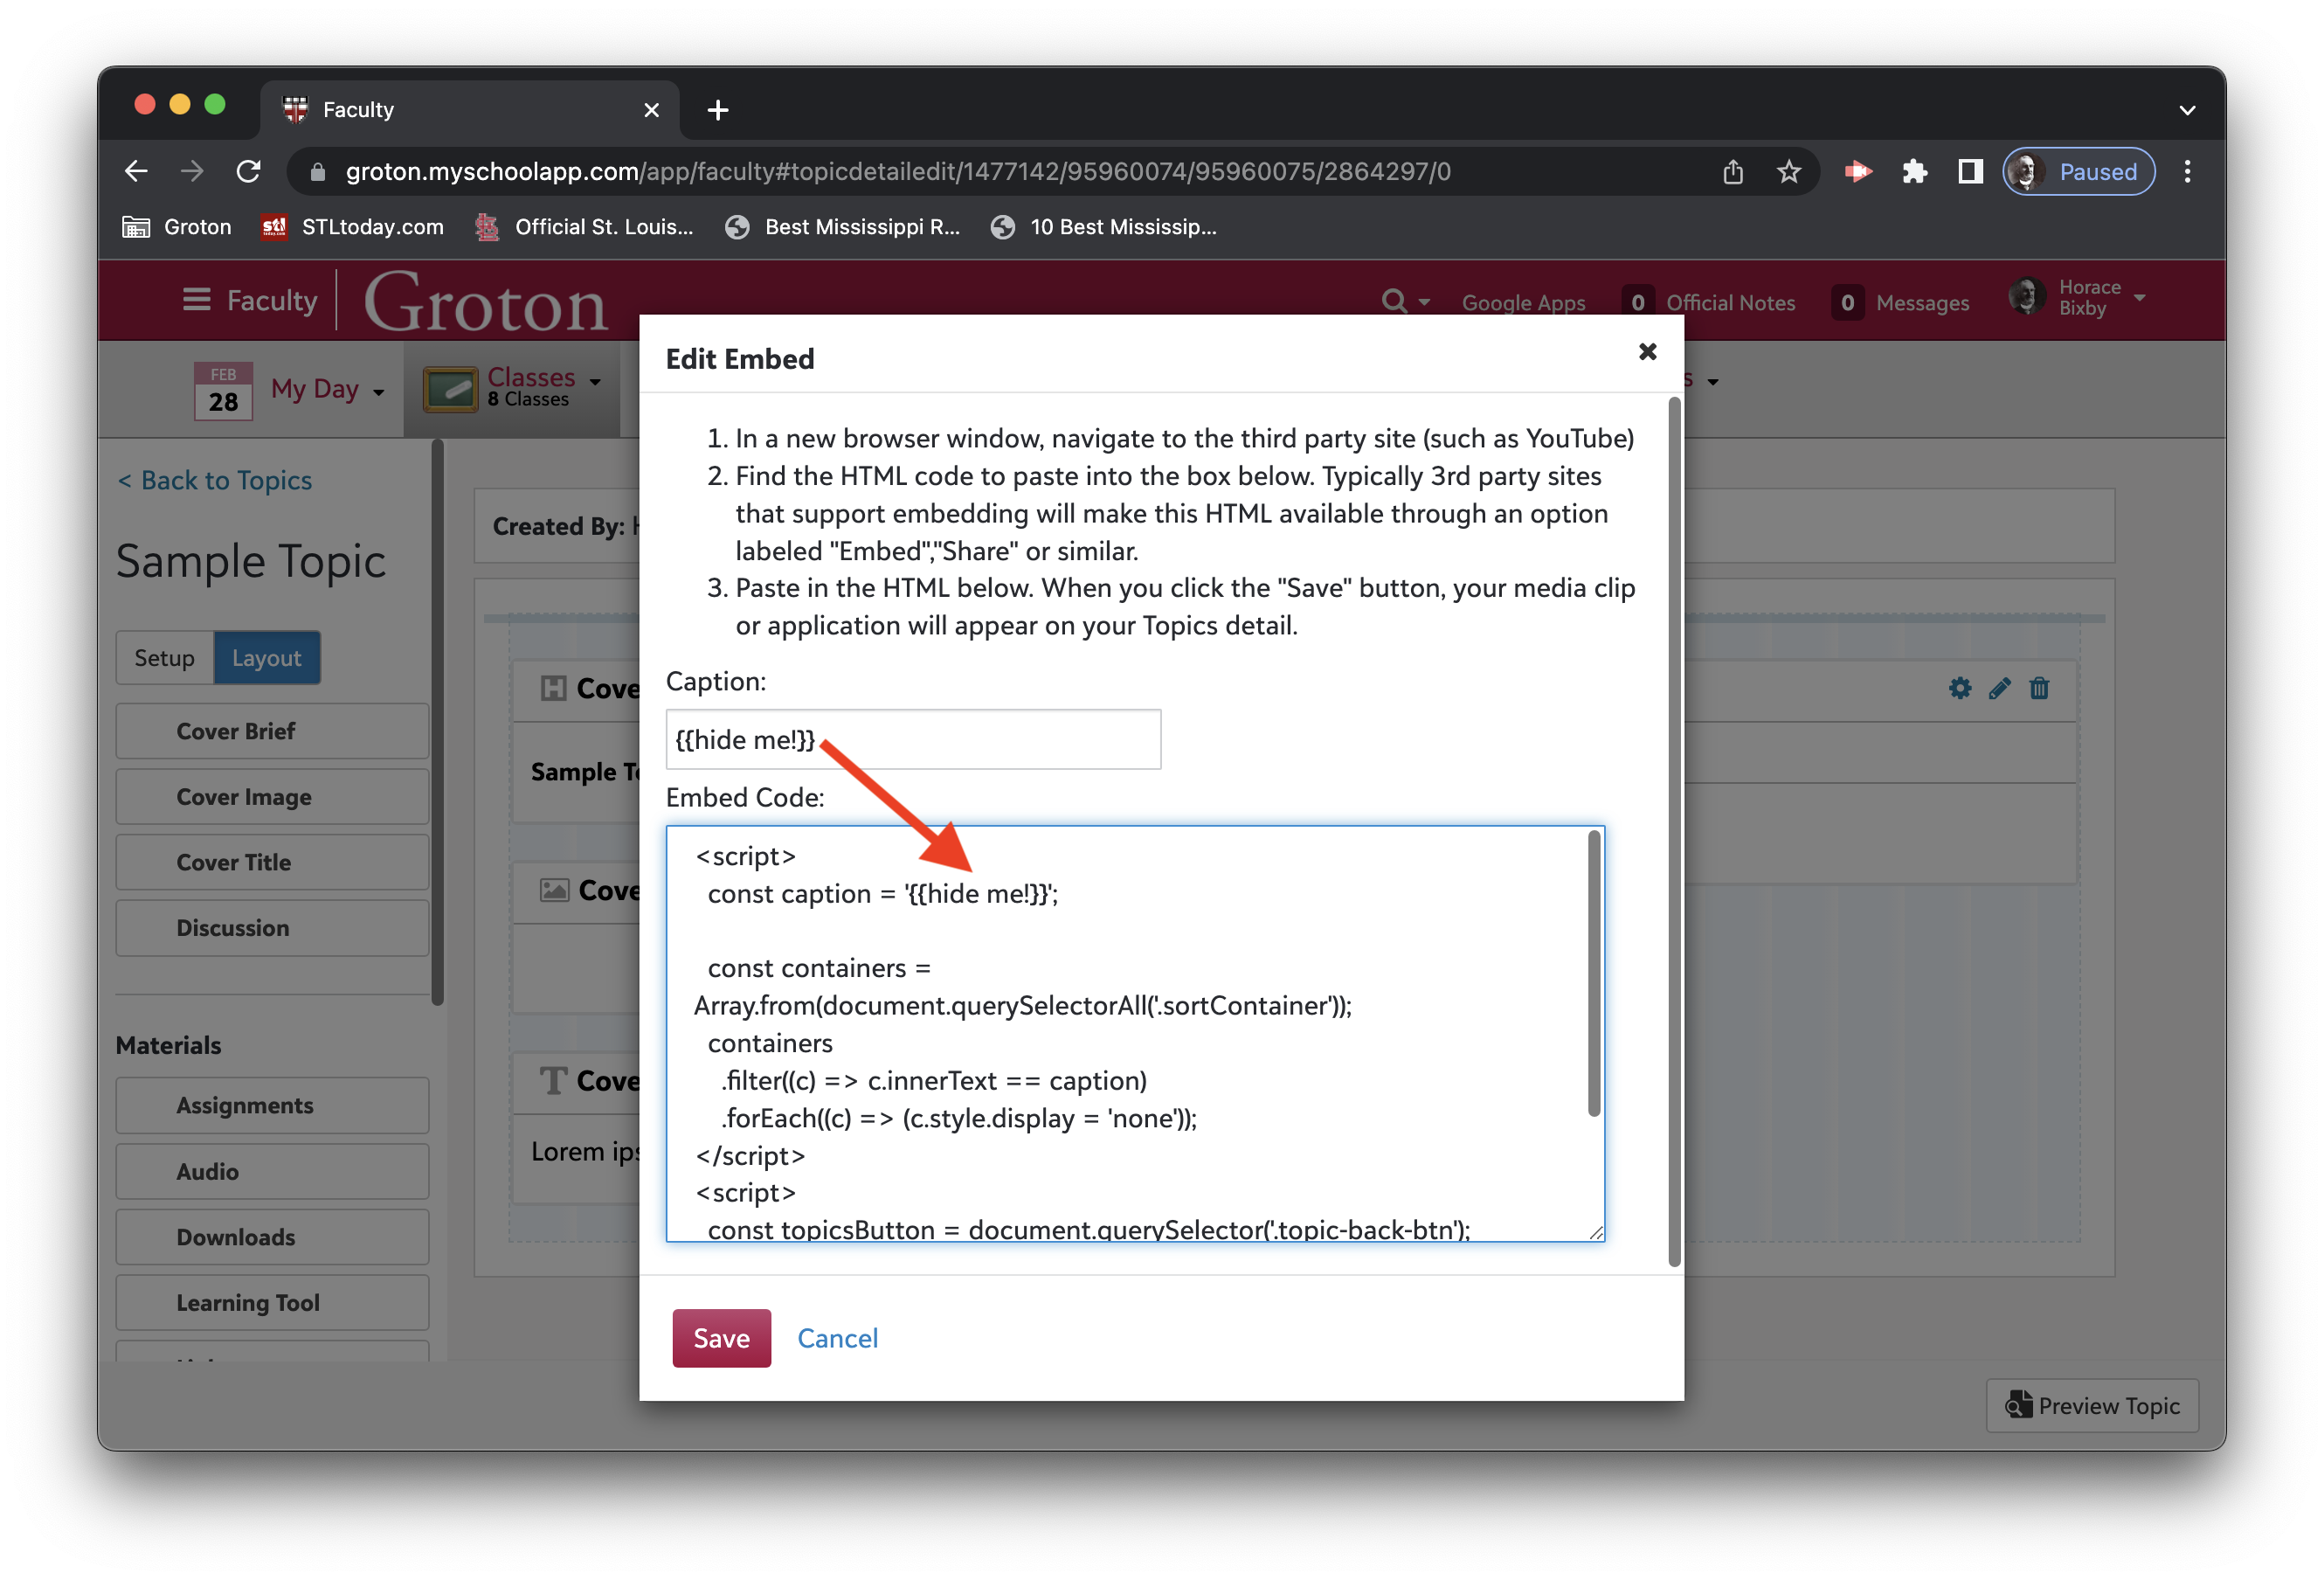 Faculty
groton.myschoolapp.com/app/faculty#topicdetailedit/1477142/95960074/95960075/2864297/0
Paused
Groton
stl
STLtoday.com
Official St. Louis...
Best Mississippi R...
10 Best Mississip...
Faculty
Groton
Google Apps
0 Official Notes
0 Messages
Horace
Bixby
FEB
28
My Day
Classes
8 Classes
s
Edit Embed
1. In a new browser window, navigate to the third party site (such as YouTube)
2. Find the HTML code to paste into the box below. Typically 3rd party sites
that support embedding will make this HTML available through an option
labeled "Embed","Share" or similar.
3. Paste in the HTML below. When you click the "Save" button, your media clip
or application will appear on your Topics detail.
Caption:
{{hide me!}}
Embed Code:
<script>
const caption = '{{hide me!}}';
const containers =
Array.from(document.querySelectorAll('.sortContainer'));
containers
.filter((c) => c.innerText == caption)
.forEach((c) => (c.style.display = 'none'));
</script>
<script>
const topicsButton = document.querySelector('.topic-back-btn');
Save
Cancel
< Back to Topics
Sample Topic
Setup
Layout
Cover Brief
Cover Image
Cover Title
Discussion
Materials
Assignments
Audio
Downloads
Learning Tool
Created By:
Cove
Sample T
Cove
Cove
Lorem ips
Preview Topic